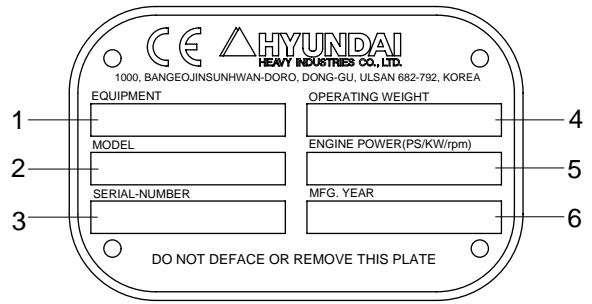 CE HYUNDAI
HEAVY INDUSTRIES CO., LTD.
1000, BANGEOJINSUNHWAN-DORO, DONG-GU, ULSAN 682-792, KOREA
EQUIPMENT OPERATING WEIGHT
1 4
MODEL ENGINE POWER(PS/KW/rpm)
2 5
SERIAL-NUMBER MFG. YEAR
3 6
DO NOT DEFACE OR REMOVE THIS PLATE